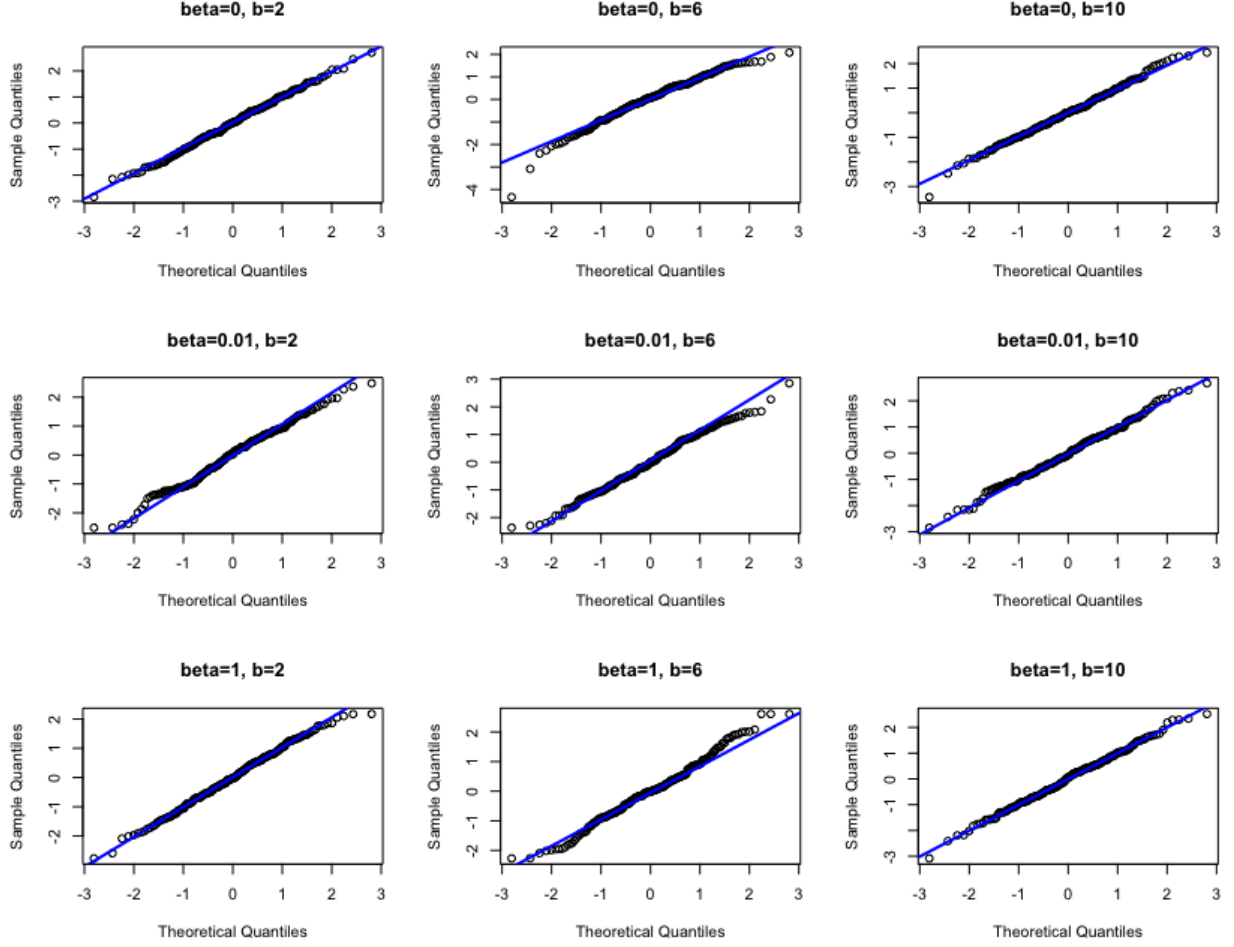 beta=0, b=2
Sample Quantiles
-3 -1 0 1 2
-3 -2 -1 0 1 2 3
Theoretical Quantiles
beta=0, b=6
Sample Quantiles
-4 -2 0 1 2
-3 -2 -1 0 1 2 3
Theoretical Quantiles
beta=0, b=10
Sample Quantiles
-3 -1 1 2
-3 -2 -1 0 1 2 3
Theoretical Quantiles
beta=0.01, b=2
Sample Quantiles
-2 -1 0 1 2
-3 -2 -1 0 1 2 3
Theoretical Quantiles
beta=0.01, b=6
Sample Quantiles
-2 -1 0 1 2 3
-3 -2 -1 0 1 2 3
Theoretical Quantiles
beta=0.01, b=10
Sample Quantiles
-3 -1 0 1 2
-3 -2 -1 0 1 2 3
Theoretical Quantiles
beta=1, b=2
Sample Quantiles
-2 -1 0 1 2
-3 -2 -1 0 1 2 3
Theoretical Quantiles
beta=1, b=6
Sample Quantiles
-2 -1 0 1 2
-3 -2 -1 0 1 2 3
Theoretical Quantiles
beta=1, b=10
Sample Quantiles
-3 -1 0 1 2
-3 -2 -1 0 1 2 3
Theoretical Quantiles